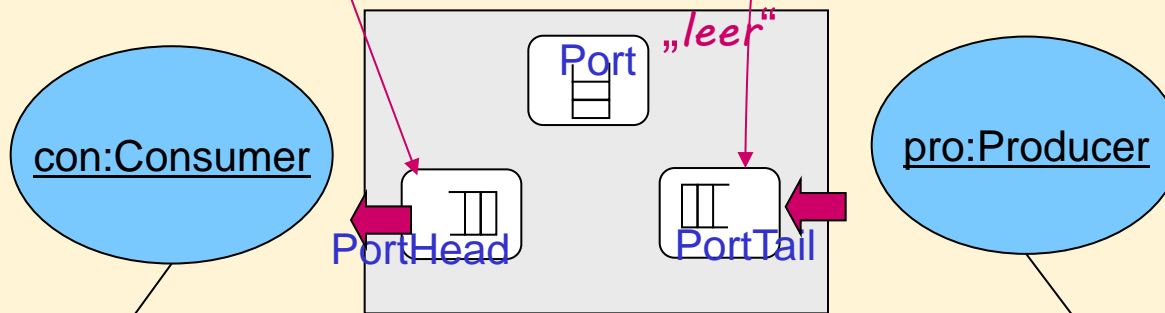 „leer“
Port
con:Consumer
pro:Producer
PortHead
PortTail